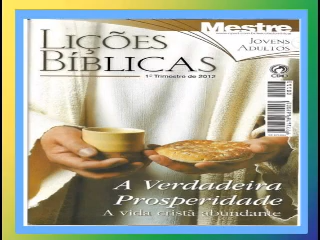 Mestre
LIÇÕES
BÍBLICAS
JOVENS
ADULTOS
1º Trimestre de 2012
CPAD
A Verdadeira
Prosperidade
A vida cristã abundante